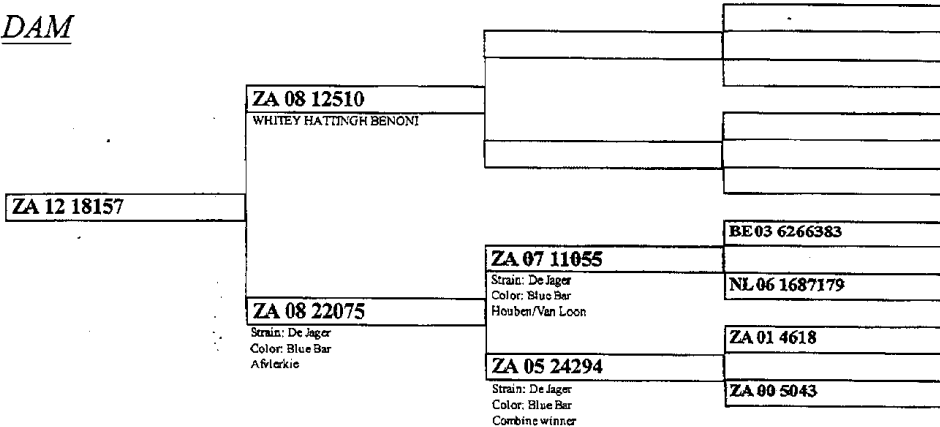 DAM
ZA 08 12510
WHITEY HATTINGH BENONI
ZA 12 18157
BE 03 6266383
ZA 07 11055
Strain: De Jager
Color: Blue Bar
Houben/Van Loon
NL 06 1687179
ZA 08 22075
Strain: De Jager
Color: Blue Bar
Afvlerkie
ZA 01 4618
ZA 05 24294
Strain: De Jager
Color: Blue Bar
Combine winner
ZA 00 5043